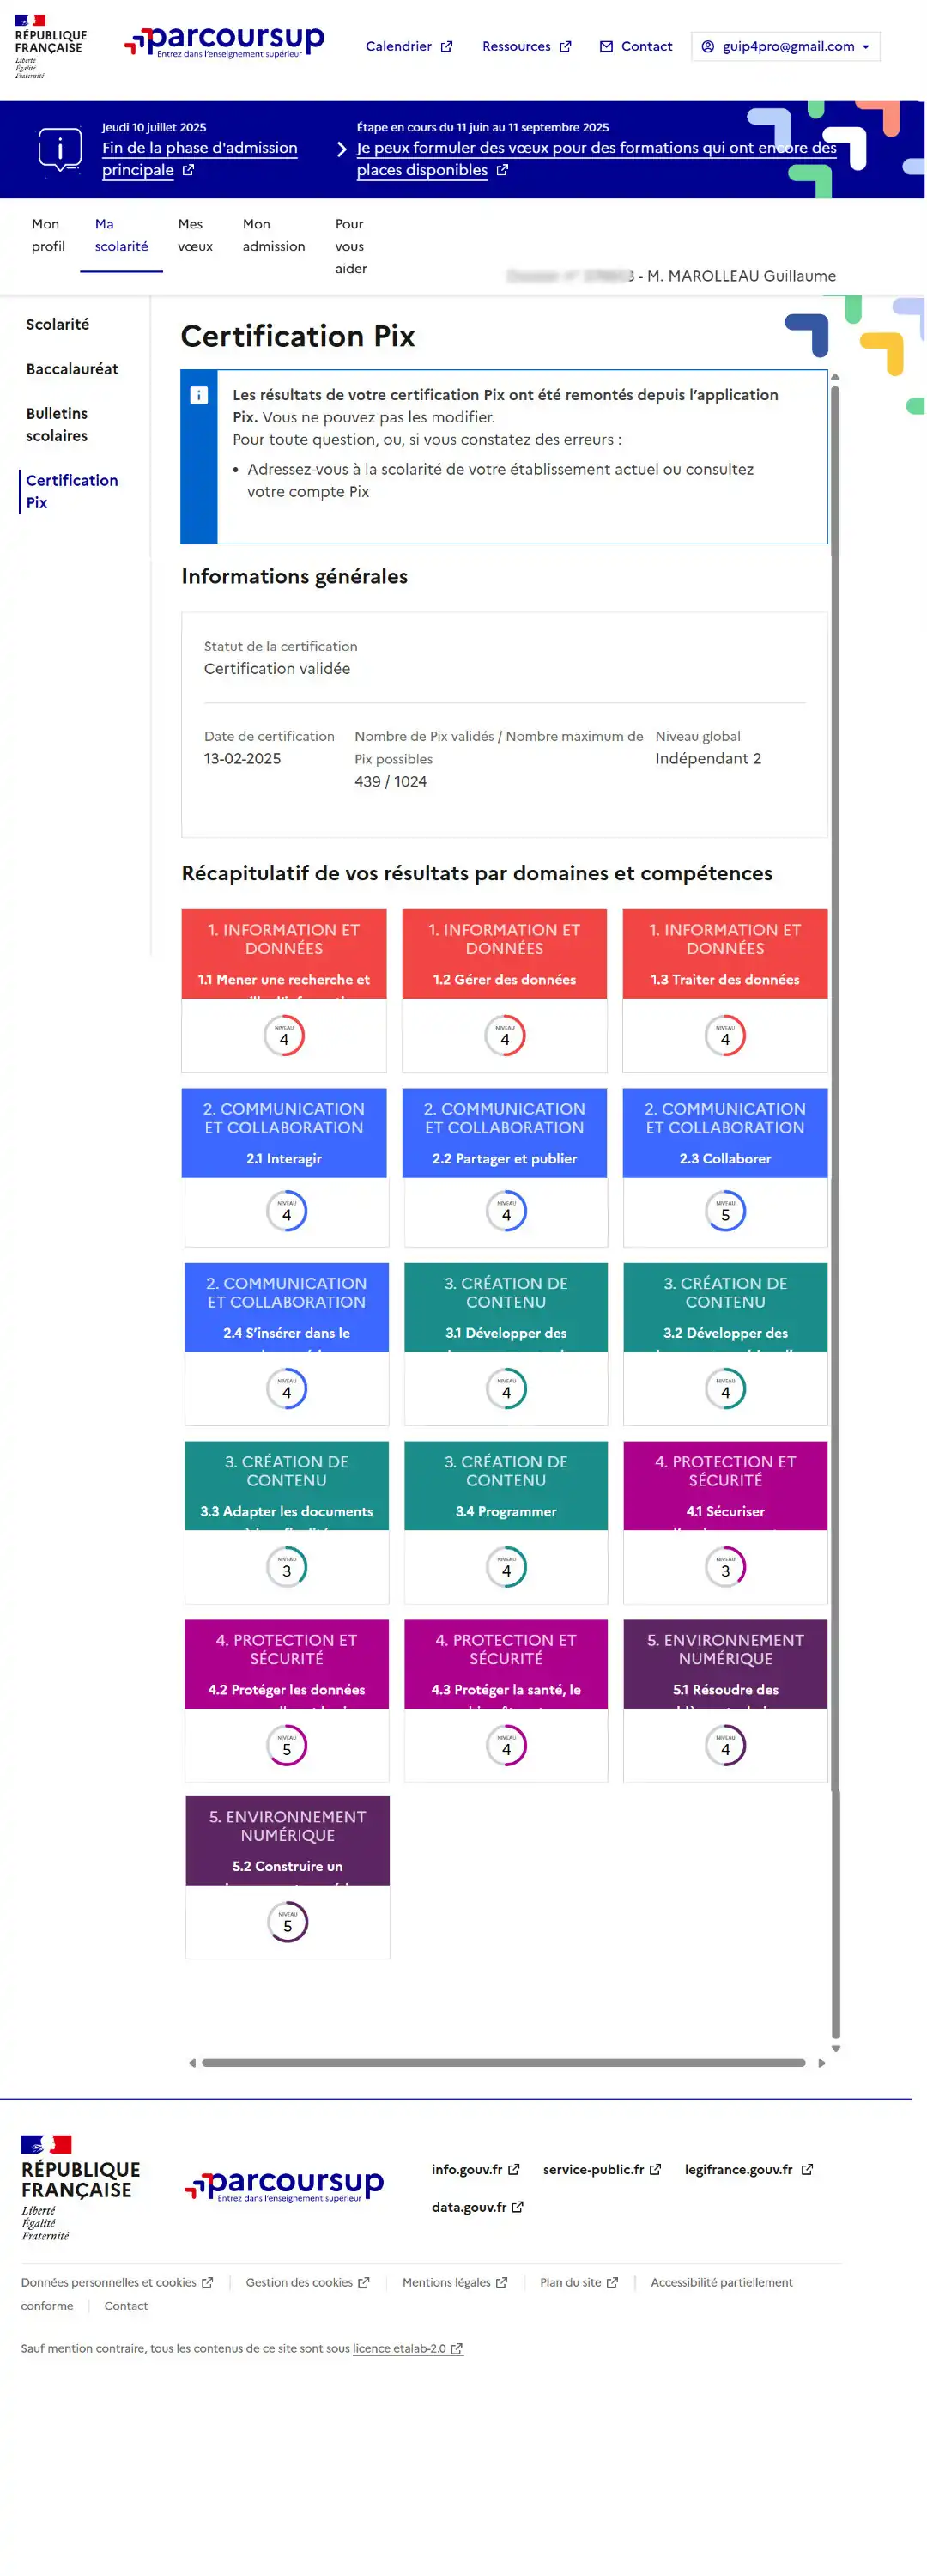 RÉPUBLIQUE
FRANÇAISE
Liberté
Égalité
Fraternité
parcoursup
Entrez dans l'enseignement supérieur
Calendrier
Ressources
Contact
guip4pro@gmail.com
Jeudi 10 juillet 2025
Fin de la phase d'admission
principale
Étape en cours du 11 juin au 11 septembre 2025
Je peux formuler des vœux pour des formations qui ont encore des
places disponibles
Mon
profil
Ma
scolarité
Mes
vœux
Mon
admission
Pour
vous
aider
- M. MAROLLEAU Guillaume
Scolarité
Baccalauréat
Bulletins
scolaires
Certification
Pix
Certification Pix
Les résultats de votre certification Pix ont été remontés depuis l'application
Pix. Vous ne pouvez pas les modifier.
Pour toute question, ou, si vous constatez des erreurs :
• Adressez-vous à la scolarité de votre établissement actuel ou consultez
votre compte Pix
Informations générales
Statut de la certification
Certification validée
Date de certification
13-02-2025
Nombre de Pix validés / Nombre maximum de
Pix possibles
439 / 1024
Niveau global
Indépendant 2
Récapitulatif de vos résultats par domaines et compétences
1. INFORMATION ET
DONNÉES
1.1 Mener une recherche et
NIVEAU
4
1. INFORMATION ET
DONNÉES
1.2 Gérer des données
NIVEAU
4
1. INFORMATION ET
DONNÉES
1.3 Traiter des données
NIVEAU
4
2. COMMUNICATION
ET COLLABORATION
2.1 Interagir
NIVEAU
4
2. COMMUNICATION
ET COLLABORATION
2.2 Partager et publier
NIVEAU
4
2. COMMUNICATION
ET COLLABORATION
2.3 Collaborer
NIVEAU
5
2. COMMUNICATION
ET COLLABORATION
2.4 S'insérer dans le
NIVEAU
4
3. CRÉATION DE
CONTENU
3.1 Développer des
NIVEAU
4
3. CRÉATION DE
CONTENU
3.2 Développer des
NIVEAU
4
3. CRÉATION DE
CONTENU
3.3 Adapter les documents
NIVEAU
3
3. CRÉATION DE
CONTENU
3.4 Programmer
NIVEAU
4
4. PROTECTION ET
SÉCURITÉ
4.1 Sécuriser
NIVEAU
3
4. PROTECTION ET
SÉCURITÉ
4.2 Protéger les données
NIVEAU
5
4. PROTECTION ET
SÉCURITÉ
4.3 Protéger la santé, le
NIVEAU
4
5. ENVIRONNEMENT
NUMÉRIQUE
5.1 Résoudre des
NIVEAU
4
5. ENVIRONNEMENT
NUMÉRIQUE
5.2 Construire un
NIVEAU
5
RÉPUBLIQUE
FRANÇAISE
Liberté
Égalité
Fraternité
parcoursup
Entrez dans l'enseignement supérieur
info.gouv.fr
service-public.fr
legifrance.gouv.fr
data.gouv.fr
Données personnelles et cookies
Gestion des cookies
Mentions légales
Plan du site
Accessibilité partiellement
conforme
Contact
Sauf mention contraire, tous les contenus de ce site sont sous licence etalab-2.0